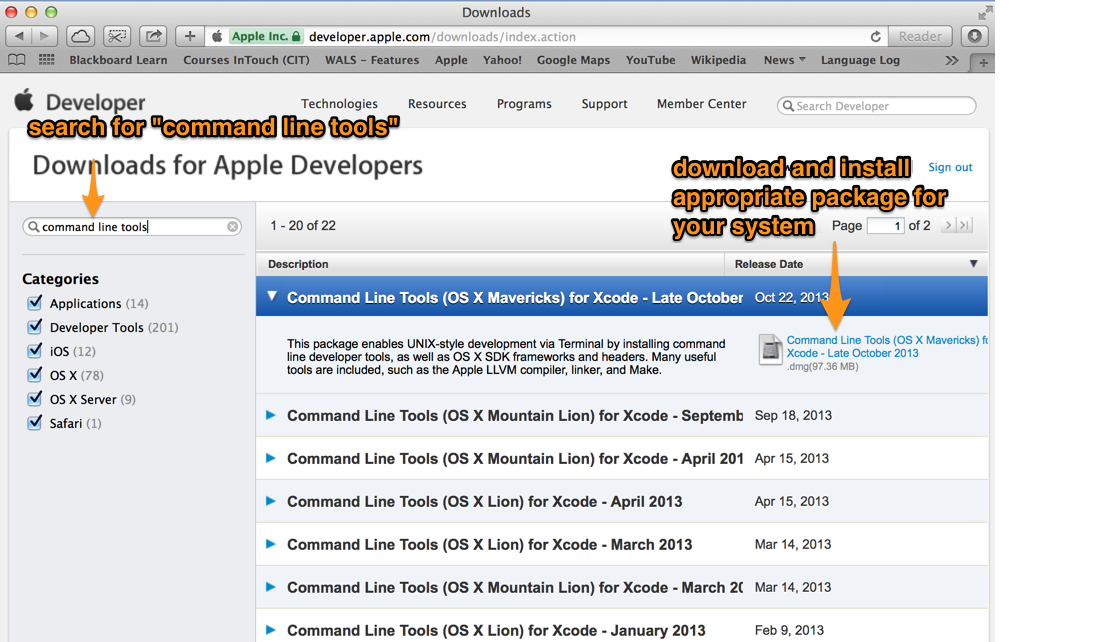 Downloads
Apple Inc. developer.apple.com/downloads/index.action Reader
Blackboard Learn Courses InTouch (CIT) WALS - Features Apple Yahoo! Google Maps YouTube Wikipedia News Language Log
Developer Technologies Resources Programs Support Member Center Search Developer
search for "command line tools"
Downloads for Apple Developers
download and install
appropriate package for
your system
Sign out
command line tools
1 - 20 of 22
Page 1 of 2
Categories
Applications (14)
Developer Tools (201)
iOS (12)
OS X (78)
OS X Server (9)
Safari (1)
Description Release Date
Command Line Tools (OS X Mavericks) for Xcode - Late October Oct 22, 2013
This package enables UNIX-style development via Terminal by installing command
line developer tools, as well as OS X SDK frameworks and headers. Many useful
tools are included, such as the Apple LLVM compiler, linker, and Make.
Command Line Tools (OS X Mavericks) fo
Xcode - Late October 2013
.dmg(97.36 MB)
Command Line Tools (OS X Mountain Lion) for Xcode - Septemb Sep 18, 2013
Command Line Tools (OS X Mountain Lion) for Xcode - April 201 Apr 15, 2013
Command Line Tools (OS X Lion) for Xcode - April 2013 Apr 15, 2013
Command Line Tools (OS X Lion) for Xcode - March 2013 Mar 14, 2013
Command Line Tools (OS X Mountain Lion) for Xcode - March 20 Mar 14, 2013
Command Line Tools (OS X Lion) for Xcode - January 2013 Feb 9, 2013